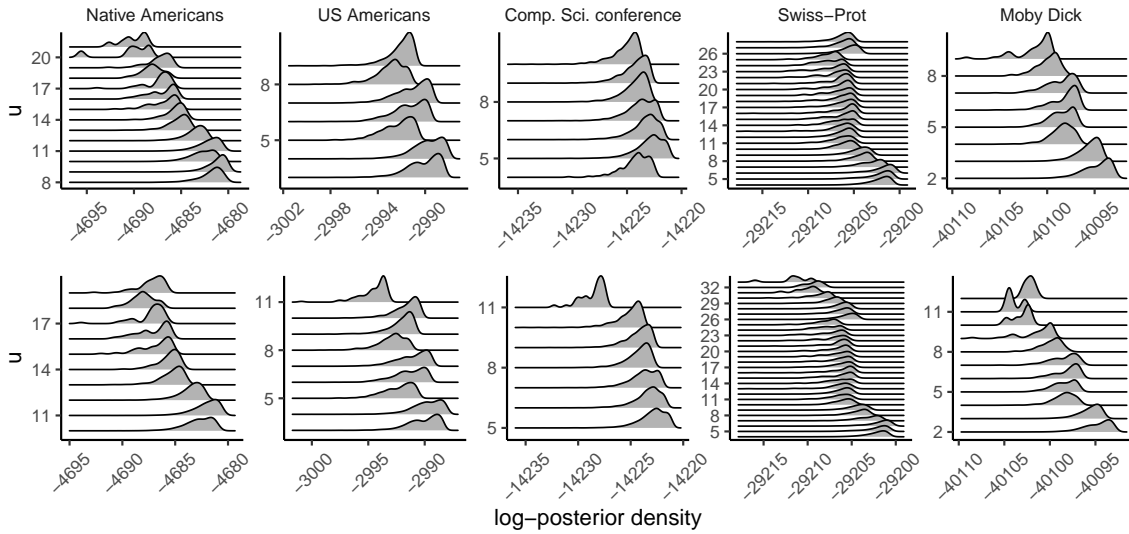 Native Americans US Americans Comp. Sci. conference Swiss−Prot Moby Dick
u
20 17 14 11 8
8 5
8 5
26 23 20 17 14 11 8 5
8 5 2
−4695 −4690 −4685 −4680
−3002 −2998 −2994 −2990
−14235 −14230 −14225 −14220
−29215 −29210 −29205 −29200
−40110 −40105 −40100 −40095
u
17 14 11
11 8 5
11 8 5
32 29 26 23 20 17 14 11 8 5
11 8 5 2
−4695 −4690 −4685 −4680
−3000 −2995 −2990
−14235 −14230 −14225 −14220
−29215 −29210 −29205 −29200
−40110 −40105 −40100 −40095
log−posterior density